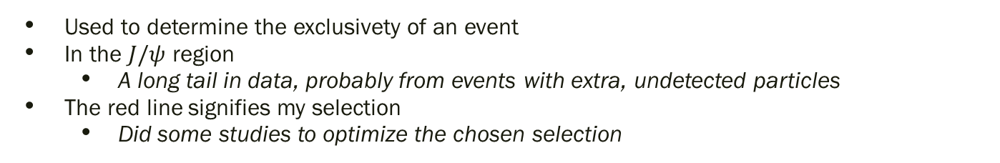 • Used to determine the exclusivety of an event
• In the J/ψ region
• A long tail in data, probably from events with extra, undetected particles
• The red line signifies my selection
• Did some studies to optimize the chosen selection